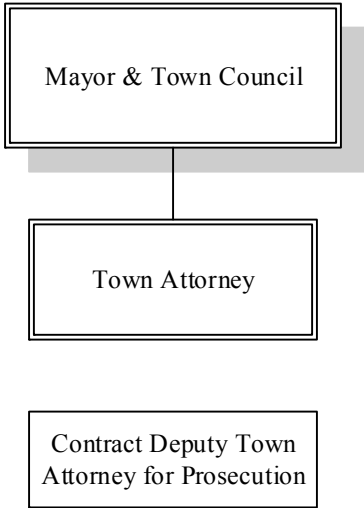 Mayor & Town Council
Town Attorney
Contract Deputy Town
Attorney for Prosecution